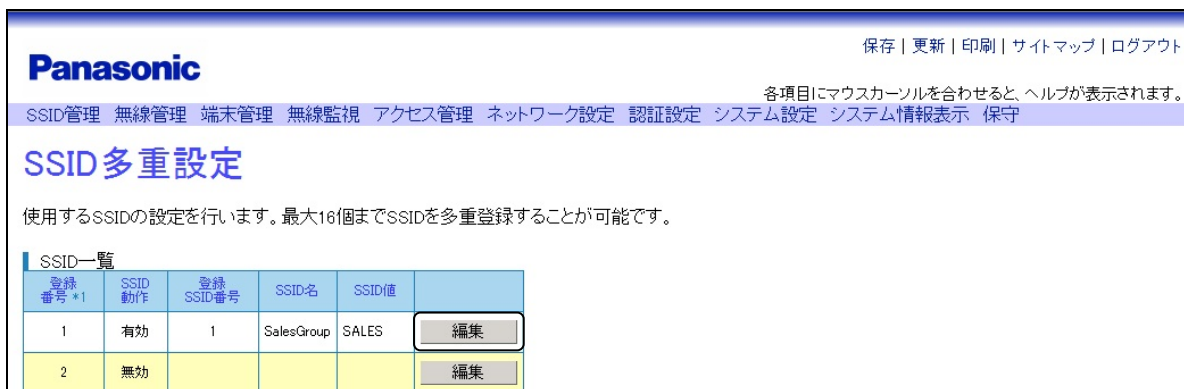 保存 | 更新 | 印刷 | サイトマップ | ログアウト
Panasonic
各項目にマウスカーソルを合わせると、ヘルプが表示されます。
SSID管理 無線管理 端末管理 無線監視 アクセス管理 ネットワーク設定 認証設定 システム設定 システム情報表示 保守
SSID多重設定
使用するSSIDの設定を行います。最大16個までSSIDを多重登録することが可能です。
SSID一覧
登録番号 *1 SSID動作 登録SSID番号 SSID名 SSID値
1 有効 1 SalesGroup SALES 編集
2 無効 編集